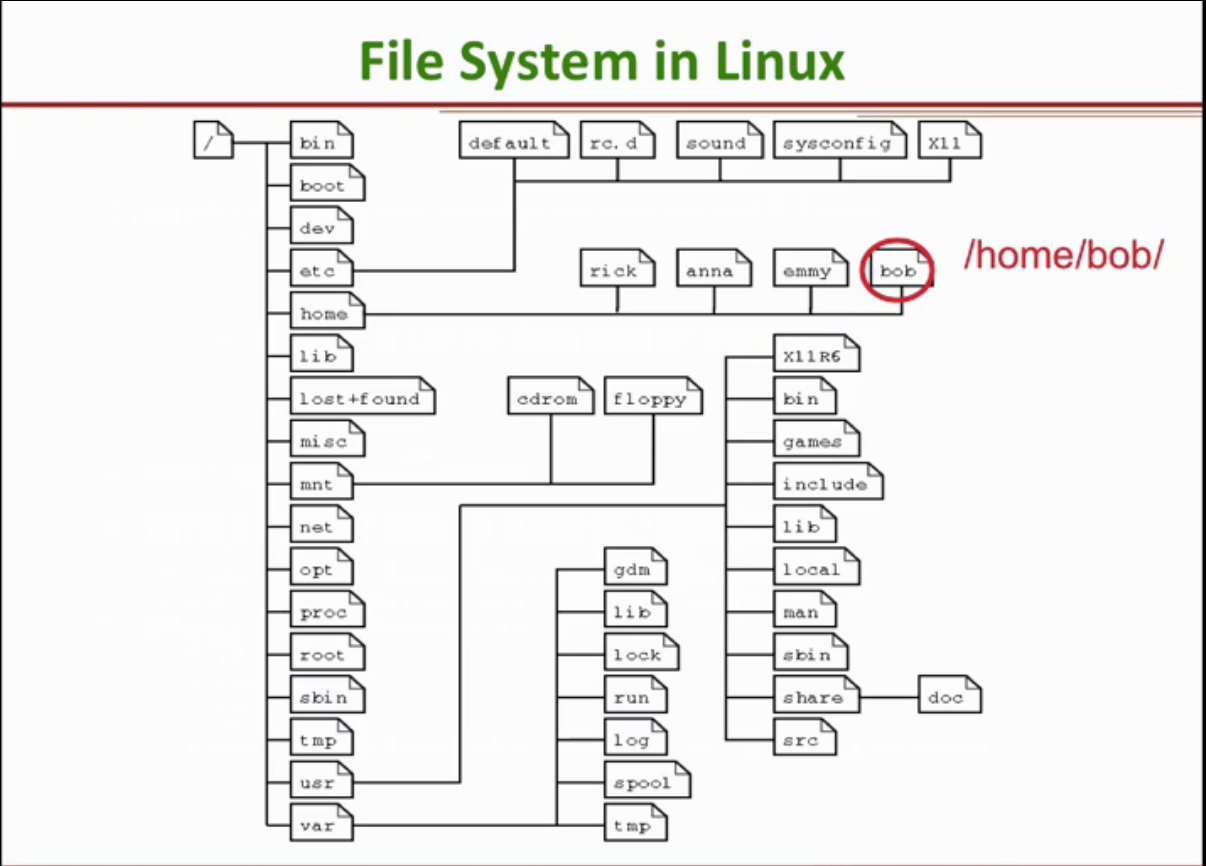 File System in Linux
/ bin default rc.d sound sysconfig X11
boot
dev
etc rick anna emmy bob /home/bob/
home
lib X11R6
lost+found cdrom floppy bin
misc games
mnt include
net lib
opt gdm local
proc lib man
root lock sbin
sbin run share doc
tmp log src
usr spool
var tmp